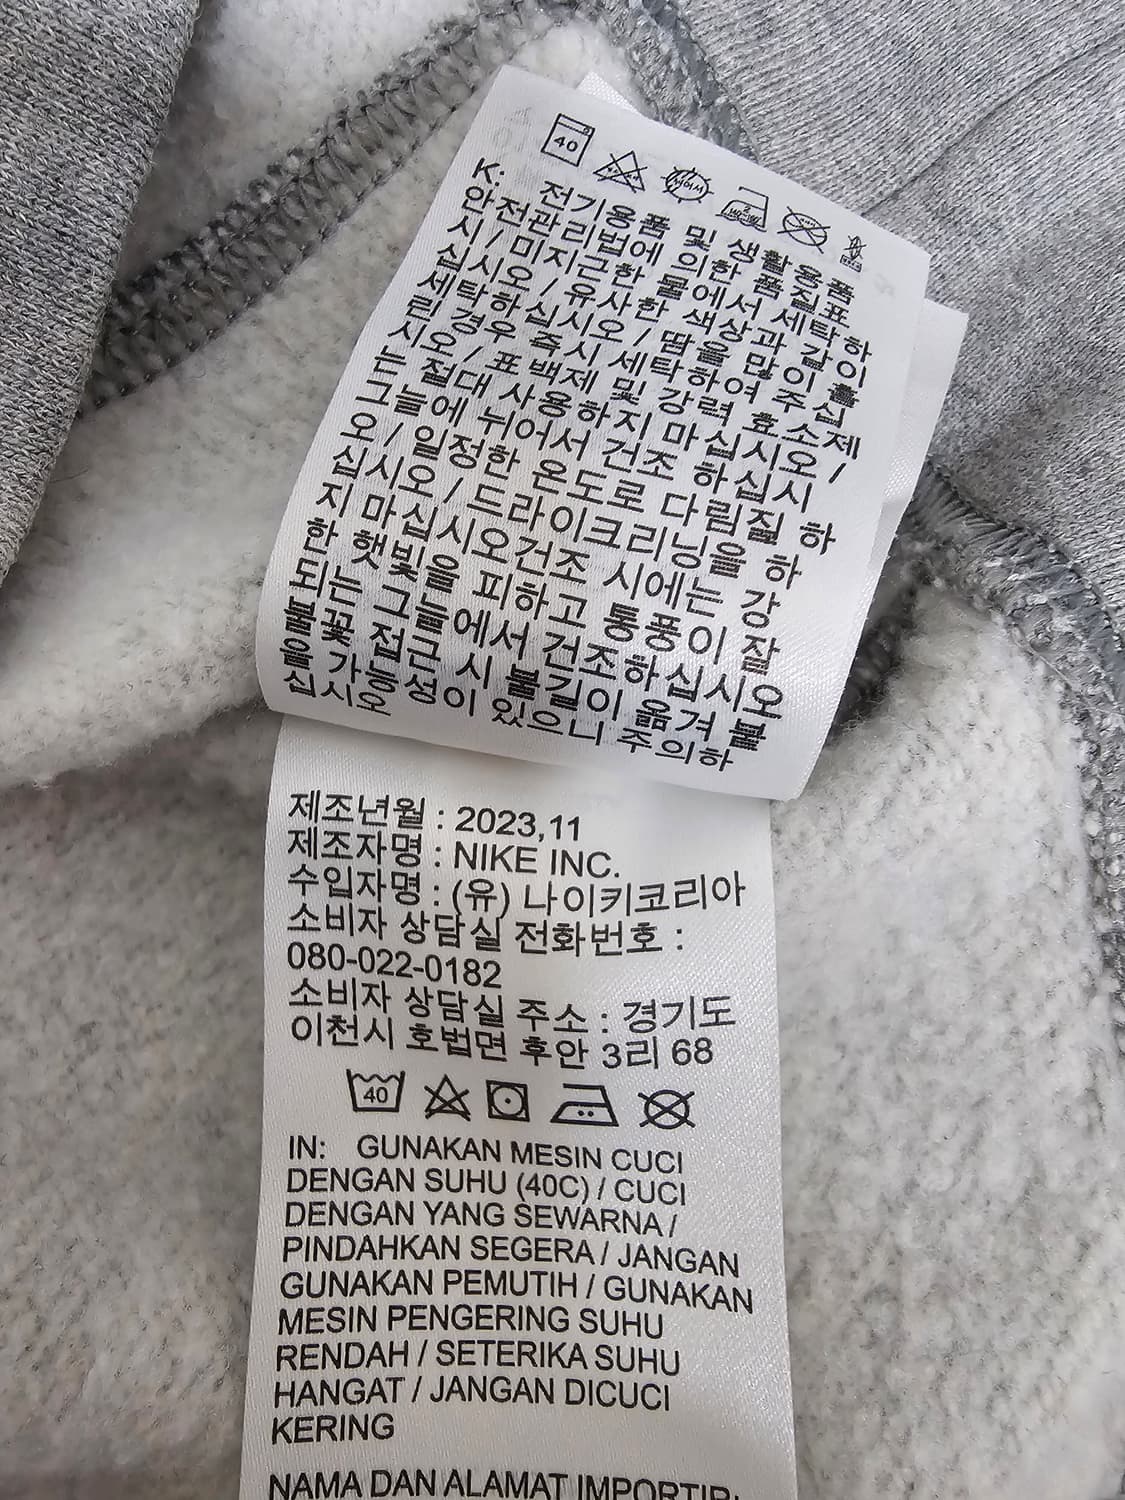 40
K: 전기용품 및 생활용품
안전관리법에 의한 품질표
시 / 미지근한 물에서 세탁하
십시오 / 유사한 색상과 같이
세탁하십시오 / 땀을 많이 흘
린 경우 즉시 세탁하여 주십
시오 / 표백제 및 강력 효소제
는 절대 사용하지 마십시오 /
그늘에 뉘어서 건조 하십시
오 / 일정한 온도로 다림질 하
십시오 / 드라이크리닝을 하
지 마십시오건조 시에는 강
한 햇빛을 피하고 통풍이 잘
되는 그늘에서 건조하십시오
불꽃 접근 시 불길이 옮겨 붙
을 가능성이 있으니 주의하
십시오
제조년월 : 2023,11
제조자명 : NIKE INC.
수입자명 : (유) 나이키코리아
소비자 상담실 전화번호 :
080-022-0182
소비자 상담실 주소 : 경기도
이천시 호법면 후안 3리 68
40
IN: GUNAKAN MESIN CUCI
DENGAN SUHU (40C) / CUCI
DENGAN YANG SEWARNA /
PINDAHKAN SEGERA / JANGAN
GUNAKAN PEMUTIH / GUNAKAN
MESIN PENGERING SUHU
RENDAH / SETERIKA SUHU
HANGAT / JANGAN DICUCI
KERING
NAMA DAN ALAMAT IMPORTIR: